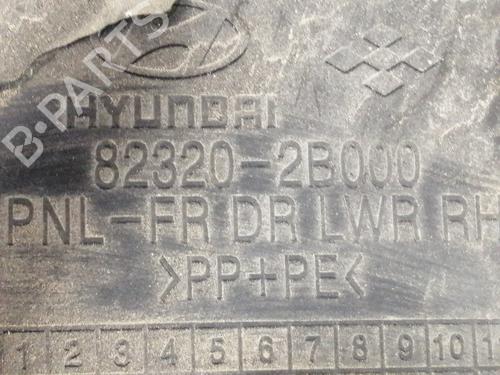 B-PARTS
HYUNDAI
82320-2B000
PNL-FR DR LWR RH
>PP+PE<
1 2 3 4 5 6 7 8 9 10